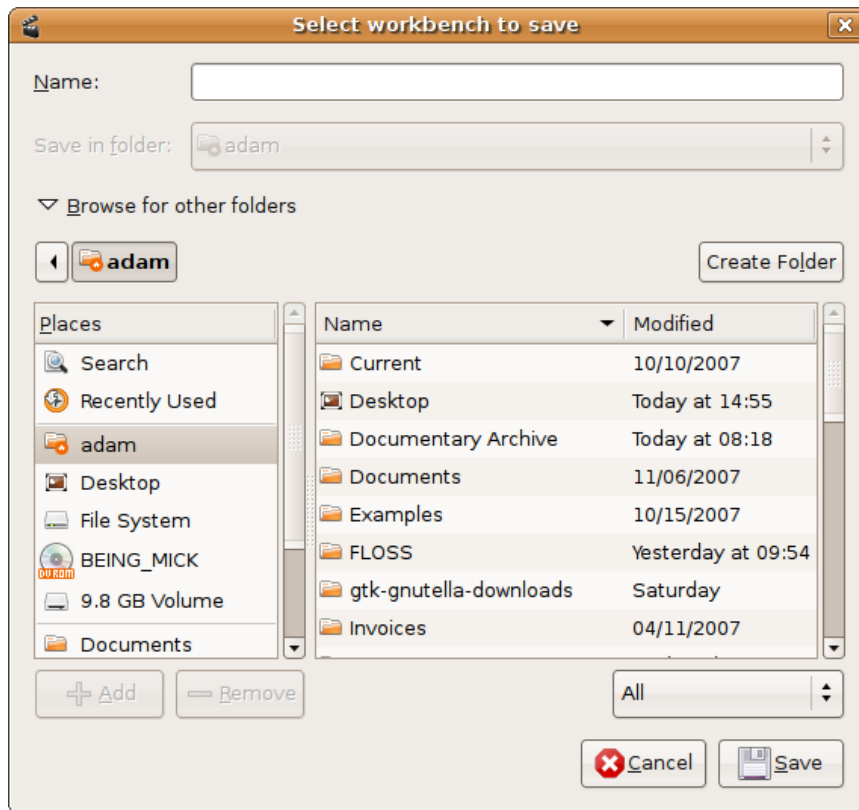 Select workbench to save
Name:
Save in folder: adam
Browse for other folders
adam Create Folder
Places
Search
Recently Used
adam
Desktop
File System
BEING_MICK
DVD ROM
9.8 GB Volume
Documents
Name Modified
Current 10/10/2007
Desktop Today at 14:55
Documentary Archive Today at 08:18
Documents 11/06/2007
Examples 10/15/2007
FLOSS Yesterday at 09:54
gtk-gnutella-downloads Saturday
Invoices 04/11/2007
Add Remove All
Cancel Save